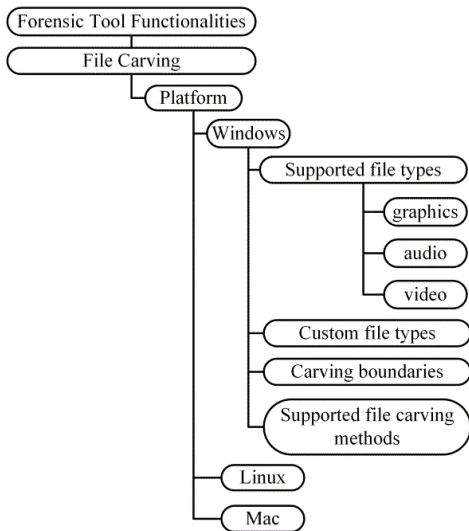 Forensic Tool Functionalities
File Carving
Platform
Windows
Supported file types
graphics
audio
video
Custom file types
Carving boundaries
Supported file carving
methods
Linux
Mac